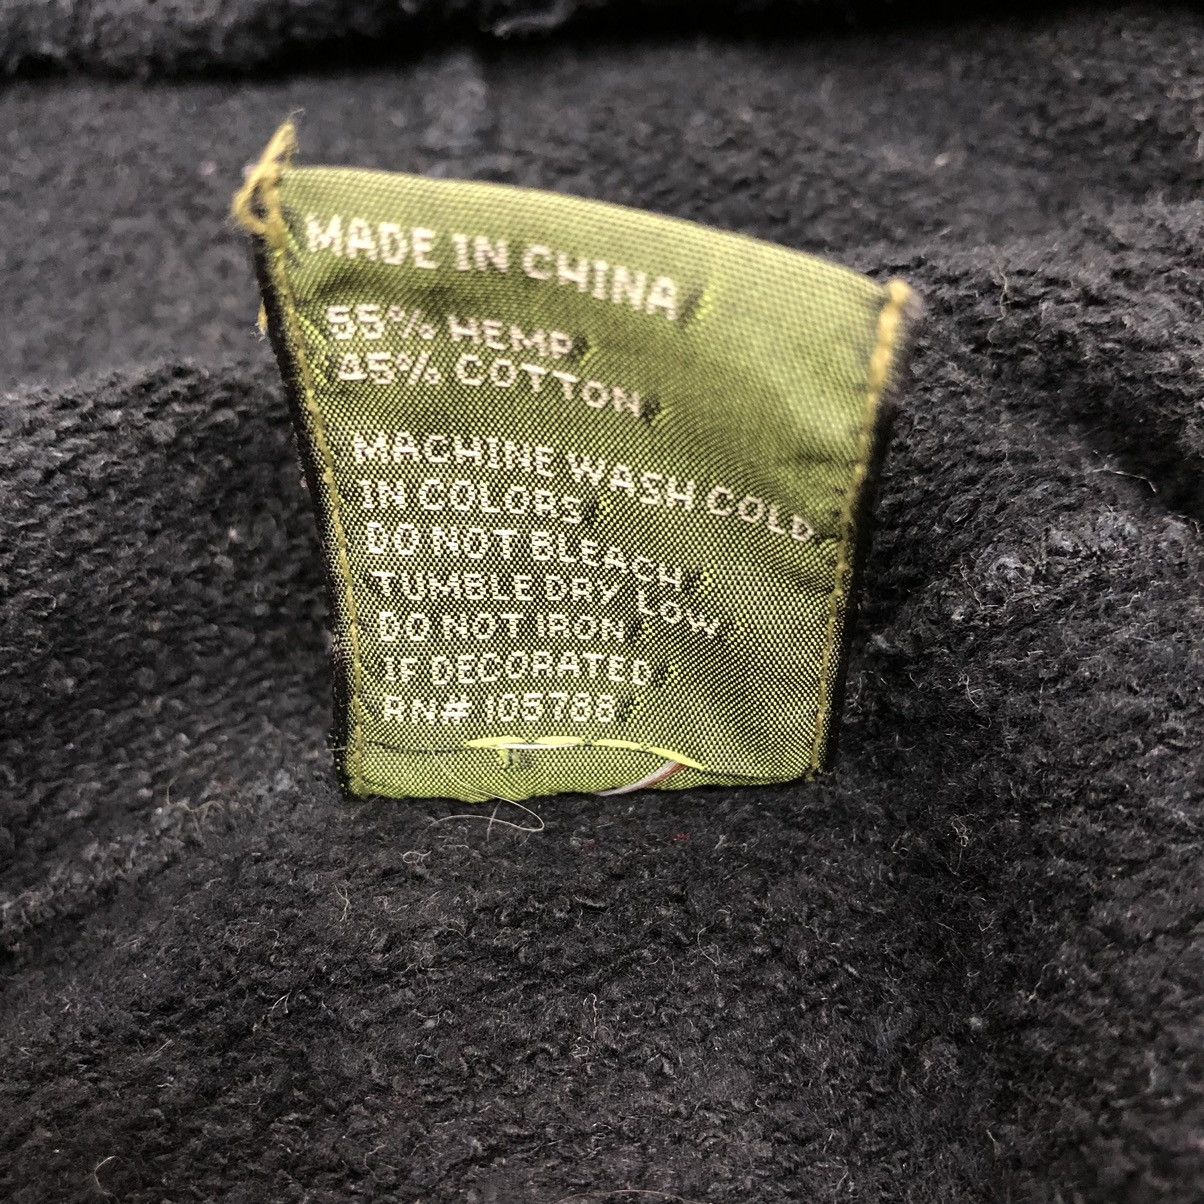 MADE IN CHINA
55% HEMP
45% COTTON
MACHINE WASH COLD
IN COLORS
DO NOT BLEACH
TUMBLE DRY LOW
DO NOT IRON
IF DECORATED
RN# 105788